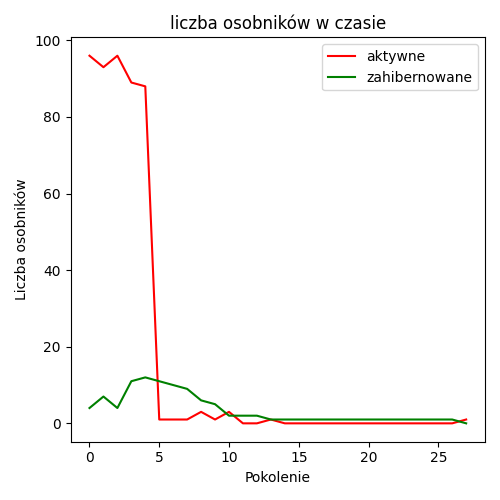 liczba osobników w czasie
aktywne
zahibernowane
Liczba osobników
100
80
60
40
20
0
0 5 10 15 20 25
Pokolenie